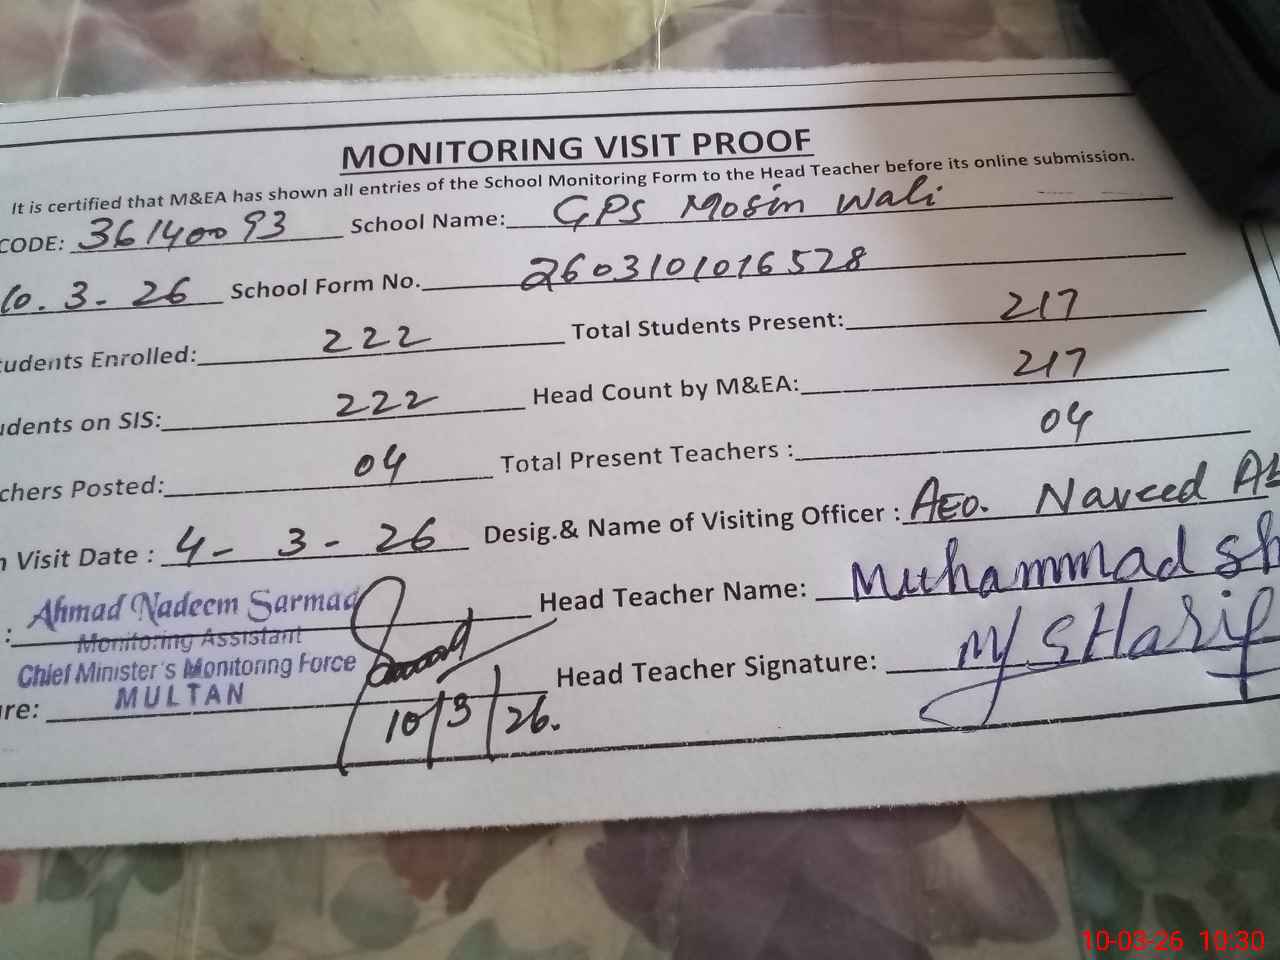 MONITORING VISIT PROOF
It is certified that M&EA has shown all entries of the School Monitoring Form to the Head Teacher before its online submission.
CODE: 36140093 School Name: GPS Mosin Wali
10.3-26 School Form No. 2603101016528
tudents Enrolled: 222 Total Students Present: 217
udents on SIS: 222 Head Count by M&EA: 217
chers Posted: 04 Total Present Teachers : 04
n Visit Date : 4-3-26 Desig.& Name of Visiting Officer : AEO. Naveed Ab
: Ahmad Nadeem Sarmad Head Teacher Name: Muhammad Sh
Monitoring Assistant
Chief Minister's Monitoring Force Head Teacher Signature: M/SHarif
MULTAN
re: 10/3/26.
10-03-26 10:30